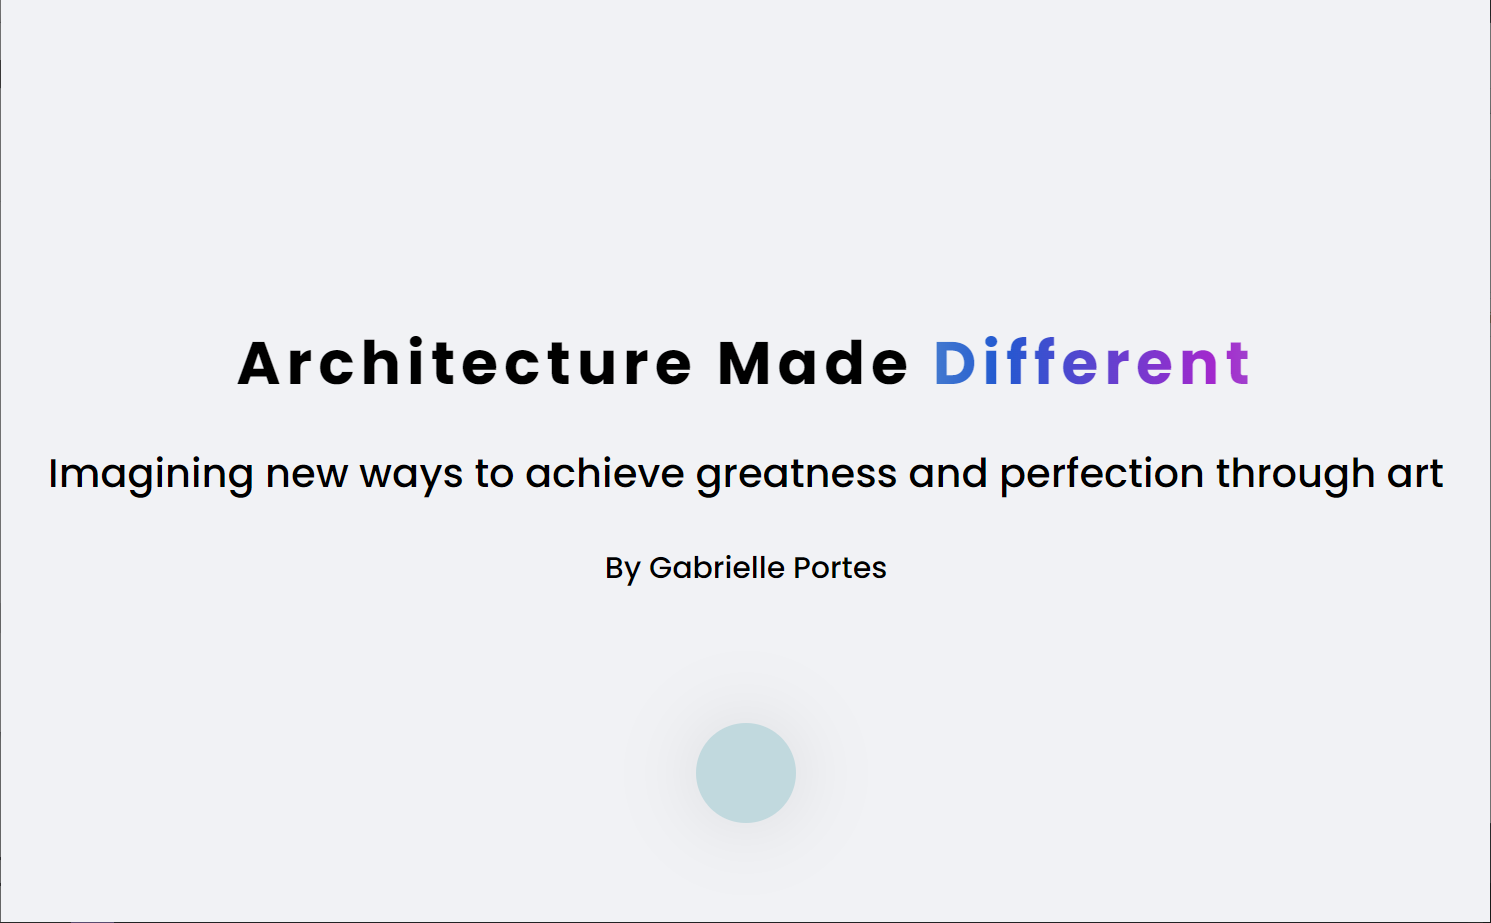 Architecture Made Different
Imagining new ways to achieve greatness and perfection through art
By Gabrielle Portes